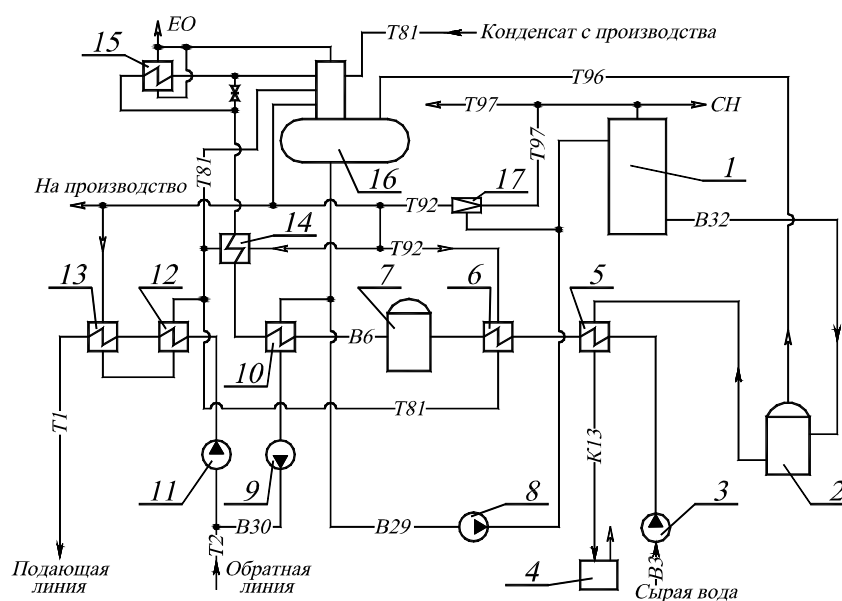 ЕО
15
Т81
Конденсат с производства
Т96
Т97
СН
Т97
1
16
17
Т81
На производство
Т92
В32
14
Т92
13
12
7
6
5
10
В6
Т81
Т1
К13
11
9
8
3
2
В30
В29
Т2
4
В3
Подающая
линия
Обратная
линия
Сырая вода